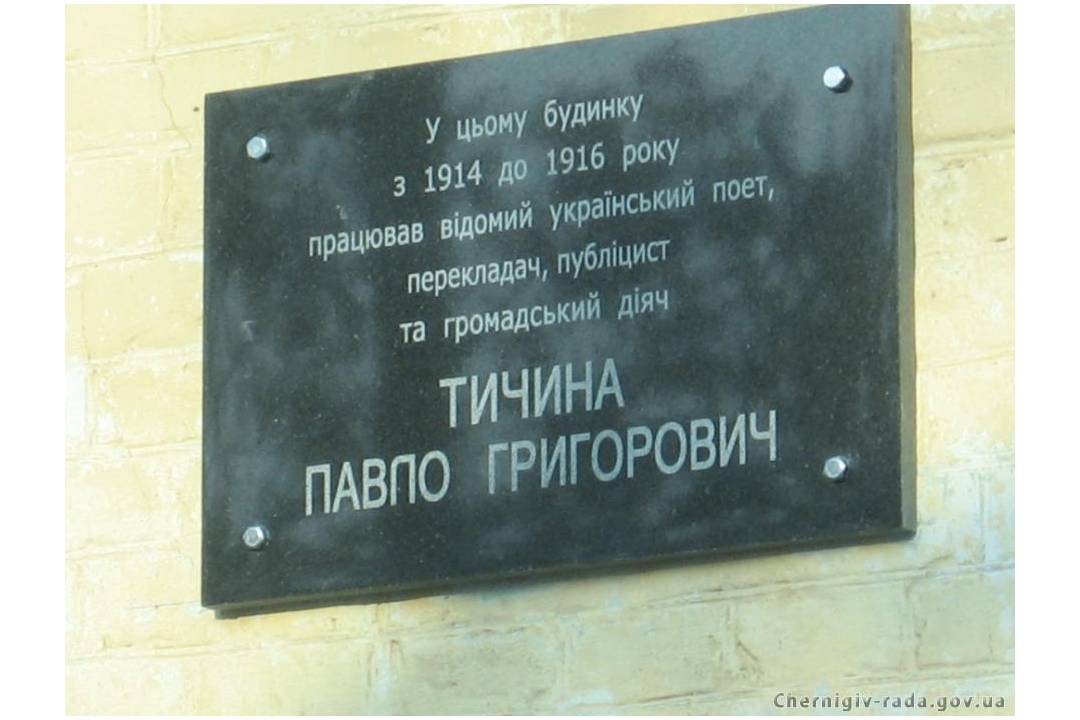 У цьому будинку
з 1914 до 1916 року
працював відомий український поет,
перекладач, публіцист
та громадський діяч
ТИЧИНА
ПАВЛО ГРИГОРОВИЧ
Chernigiv-rada.gov.ua